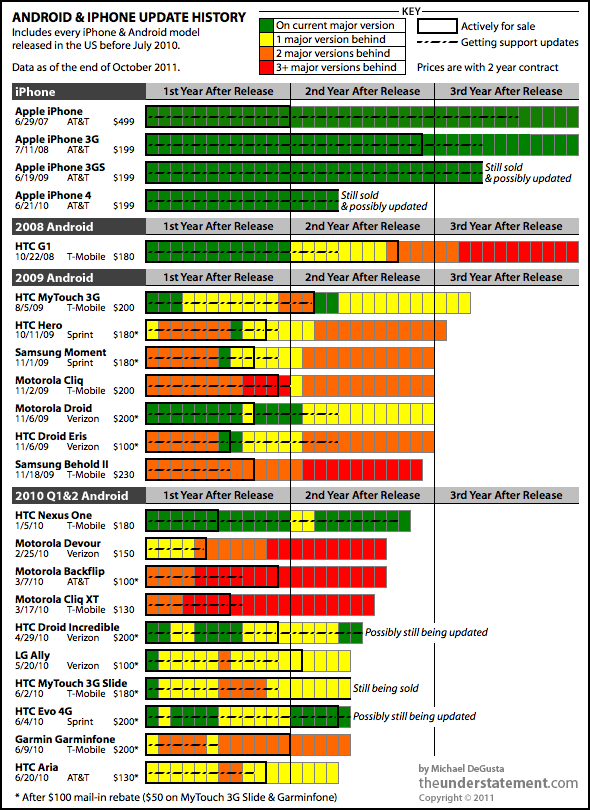 ANDROID & IPHONE UPDATE HISTORY
Includes every iPhone & Android model
released in the US before July 2010.
Data as of the end of October 2011.
KEY
On current major version
1 major version behind
2 major versions behind
3+ major versions behind
Actively for sale
Getting support updates
Prices are with 2 year contract
iPhone 1st Year After Release 2nd Year After Release 3rd Year After Release
Apple iPhone
6/29/07 AT&T $499
Apple iPhone 3G
7/11/08 AT&T $199
Apple iPhone 3GS
6/19/09 AT&T $199
Still sold
& possibly updated
Apple iPhone 4
6/21/10 AT&T $199
Still sold
& possibly updated
2008 Android 1st Year After Release 2nd Year After Release 3rd Year After Release
HTC G1
10/22/08 T-Mobile $180
2009 Android 1st Year After Release 2nd Year After Release 3rd Year After Release
HTC MyTouch 3G
8/5/09 T-Mobile $200
HTC Hero
10/11/09 Sprint $180*
Samsung Moment
11/1/09 Sprint $180*
Motorola Cliq
11/2/09 T-Mobile $200
Motorola Droid
11/6/09 Verizon $200*
HTC Droid Eris
11/6/09 Verizon $100*
Samsung Behold II
11/18/09 T-Mobile $230
2010 Q1&2 Android 1st Year After Release 2nd Year After Release 3rd Year After Release
HTC Nexus One
1/5/10 T-Mobile $180
Motorola Devour
2/25/10 Verizon $150
Motorola Backflip
3/7/10 AT&T $100*
Motorola Cliq XT
3/17/10 T-Mobile $130
HTC Droid Incredible
4/29/10 Verizon $200*
Possibly still being updated
LG Ally
5/20/10 Verizon $100*
HTC MyTouch 3G Slide
6/2/10 T-Mobile $180*
Still being sold
HTC Evo 4G
6/4/10 Sprint $200*
Possibly still being updated
Garmin Garminfone
6/9/10 T-Mobile $200*
HTC Aria
6/20/10 AT&T $130*
* After $100 mail-in rebate ($50 on MyTouch 3G Slide & Garminfone)
by Michael DeGusta
theunderstatement.com
Copyright © 2011